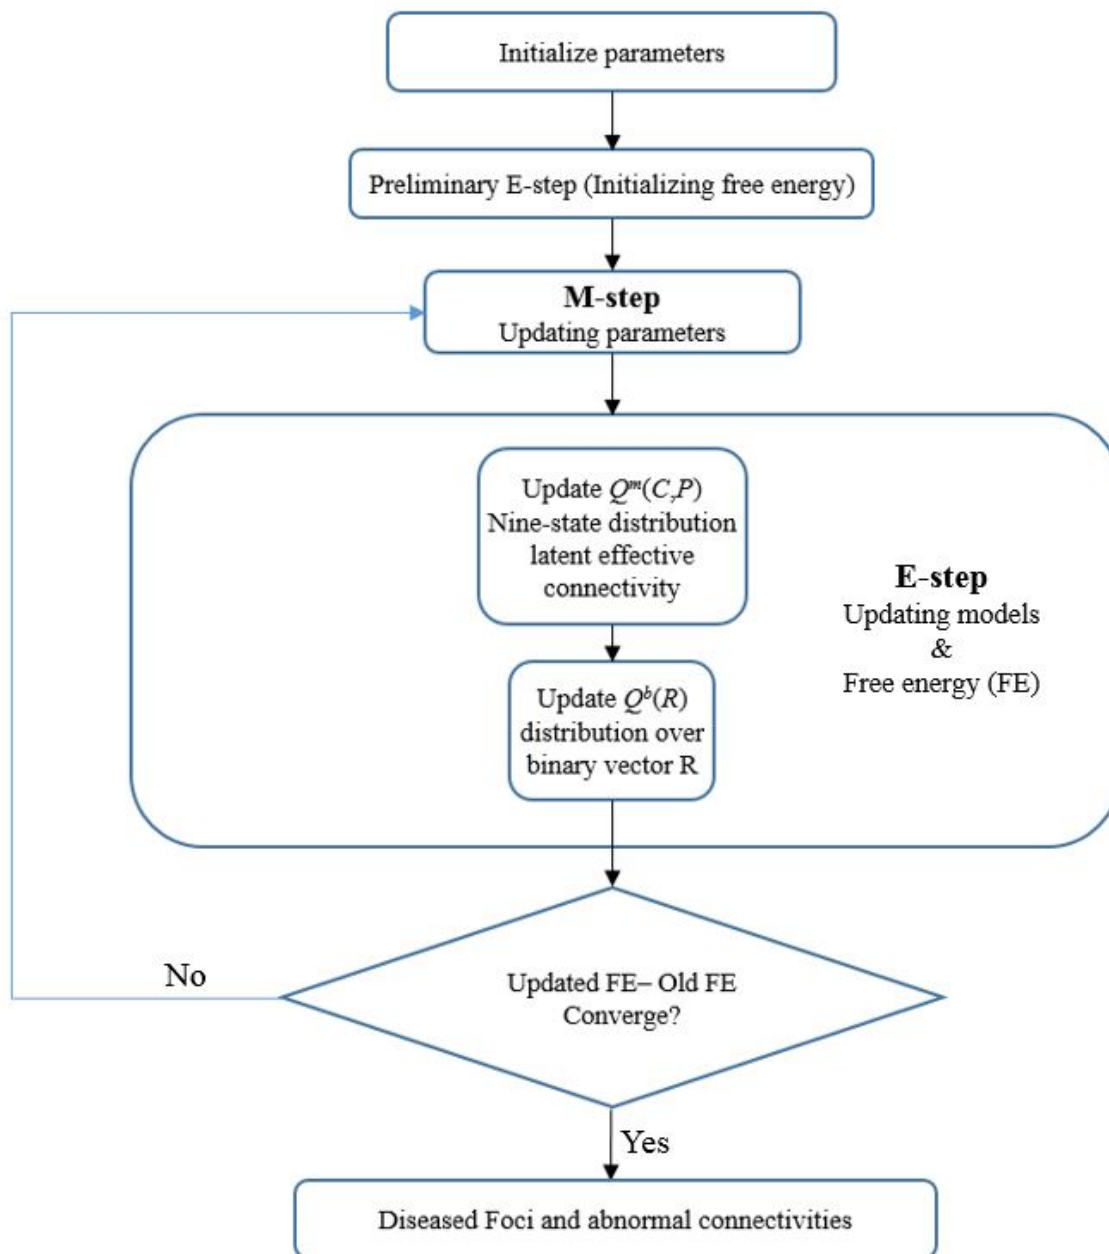 Initialize parameters
Preliminary E-step (Initializing free energy)
M-step
Updating parameters
Update Qᵐ(C,P)
Nine-state distribution
latent effective
connectivity
E-step
Updating models
&
Free energy (FE)
Update Qᵇ(R)
distribution over
binary vector R
Updated FE– Old FE
Converge?
No
Yes
Diseased Foci and abnormal connectivities